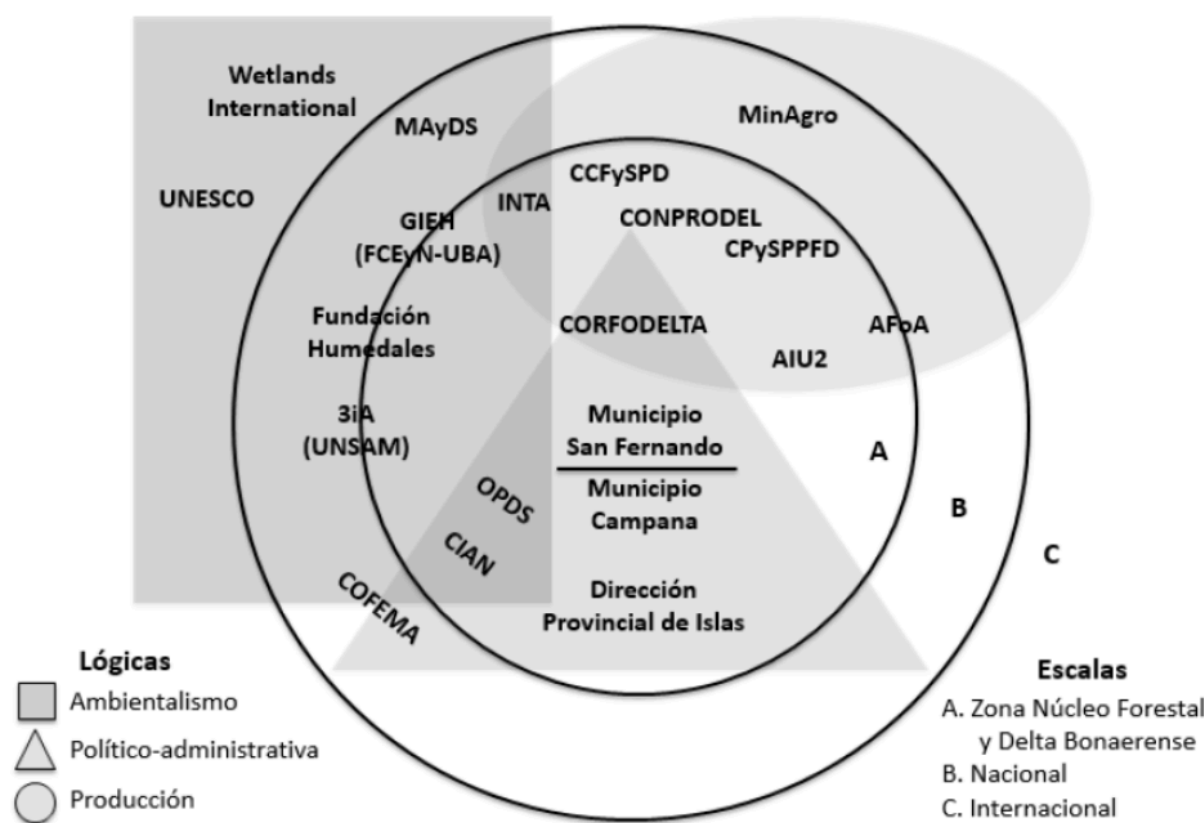 Wetlands
International
MAyDS
MinAgro
UNESCO
INTA
CCFySPD
GIEH
(FCEyN-UBA)
CONPRODEL
CPySPPFD
Fundación
Humedales
CORFODELTA
AFoA
AIU2
3iA
(UNSAM)
Municipio
San Fernando
A
OPDS
Municipio
Campana
B
CIAN
C
COFEMA
Dirección
Provincial de Islas
Lógicas
Ambientalismo
Político-administrativa
Producción
Escalas
A. Zona Núcleo Forestal
y Delta Bonaerense
B. Nacional
C. Internacional